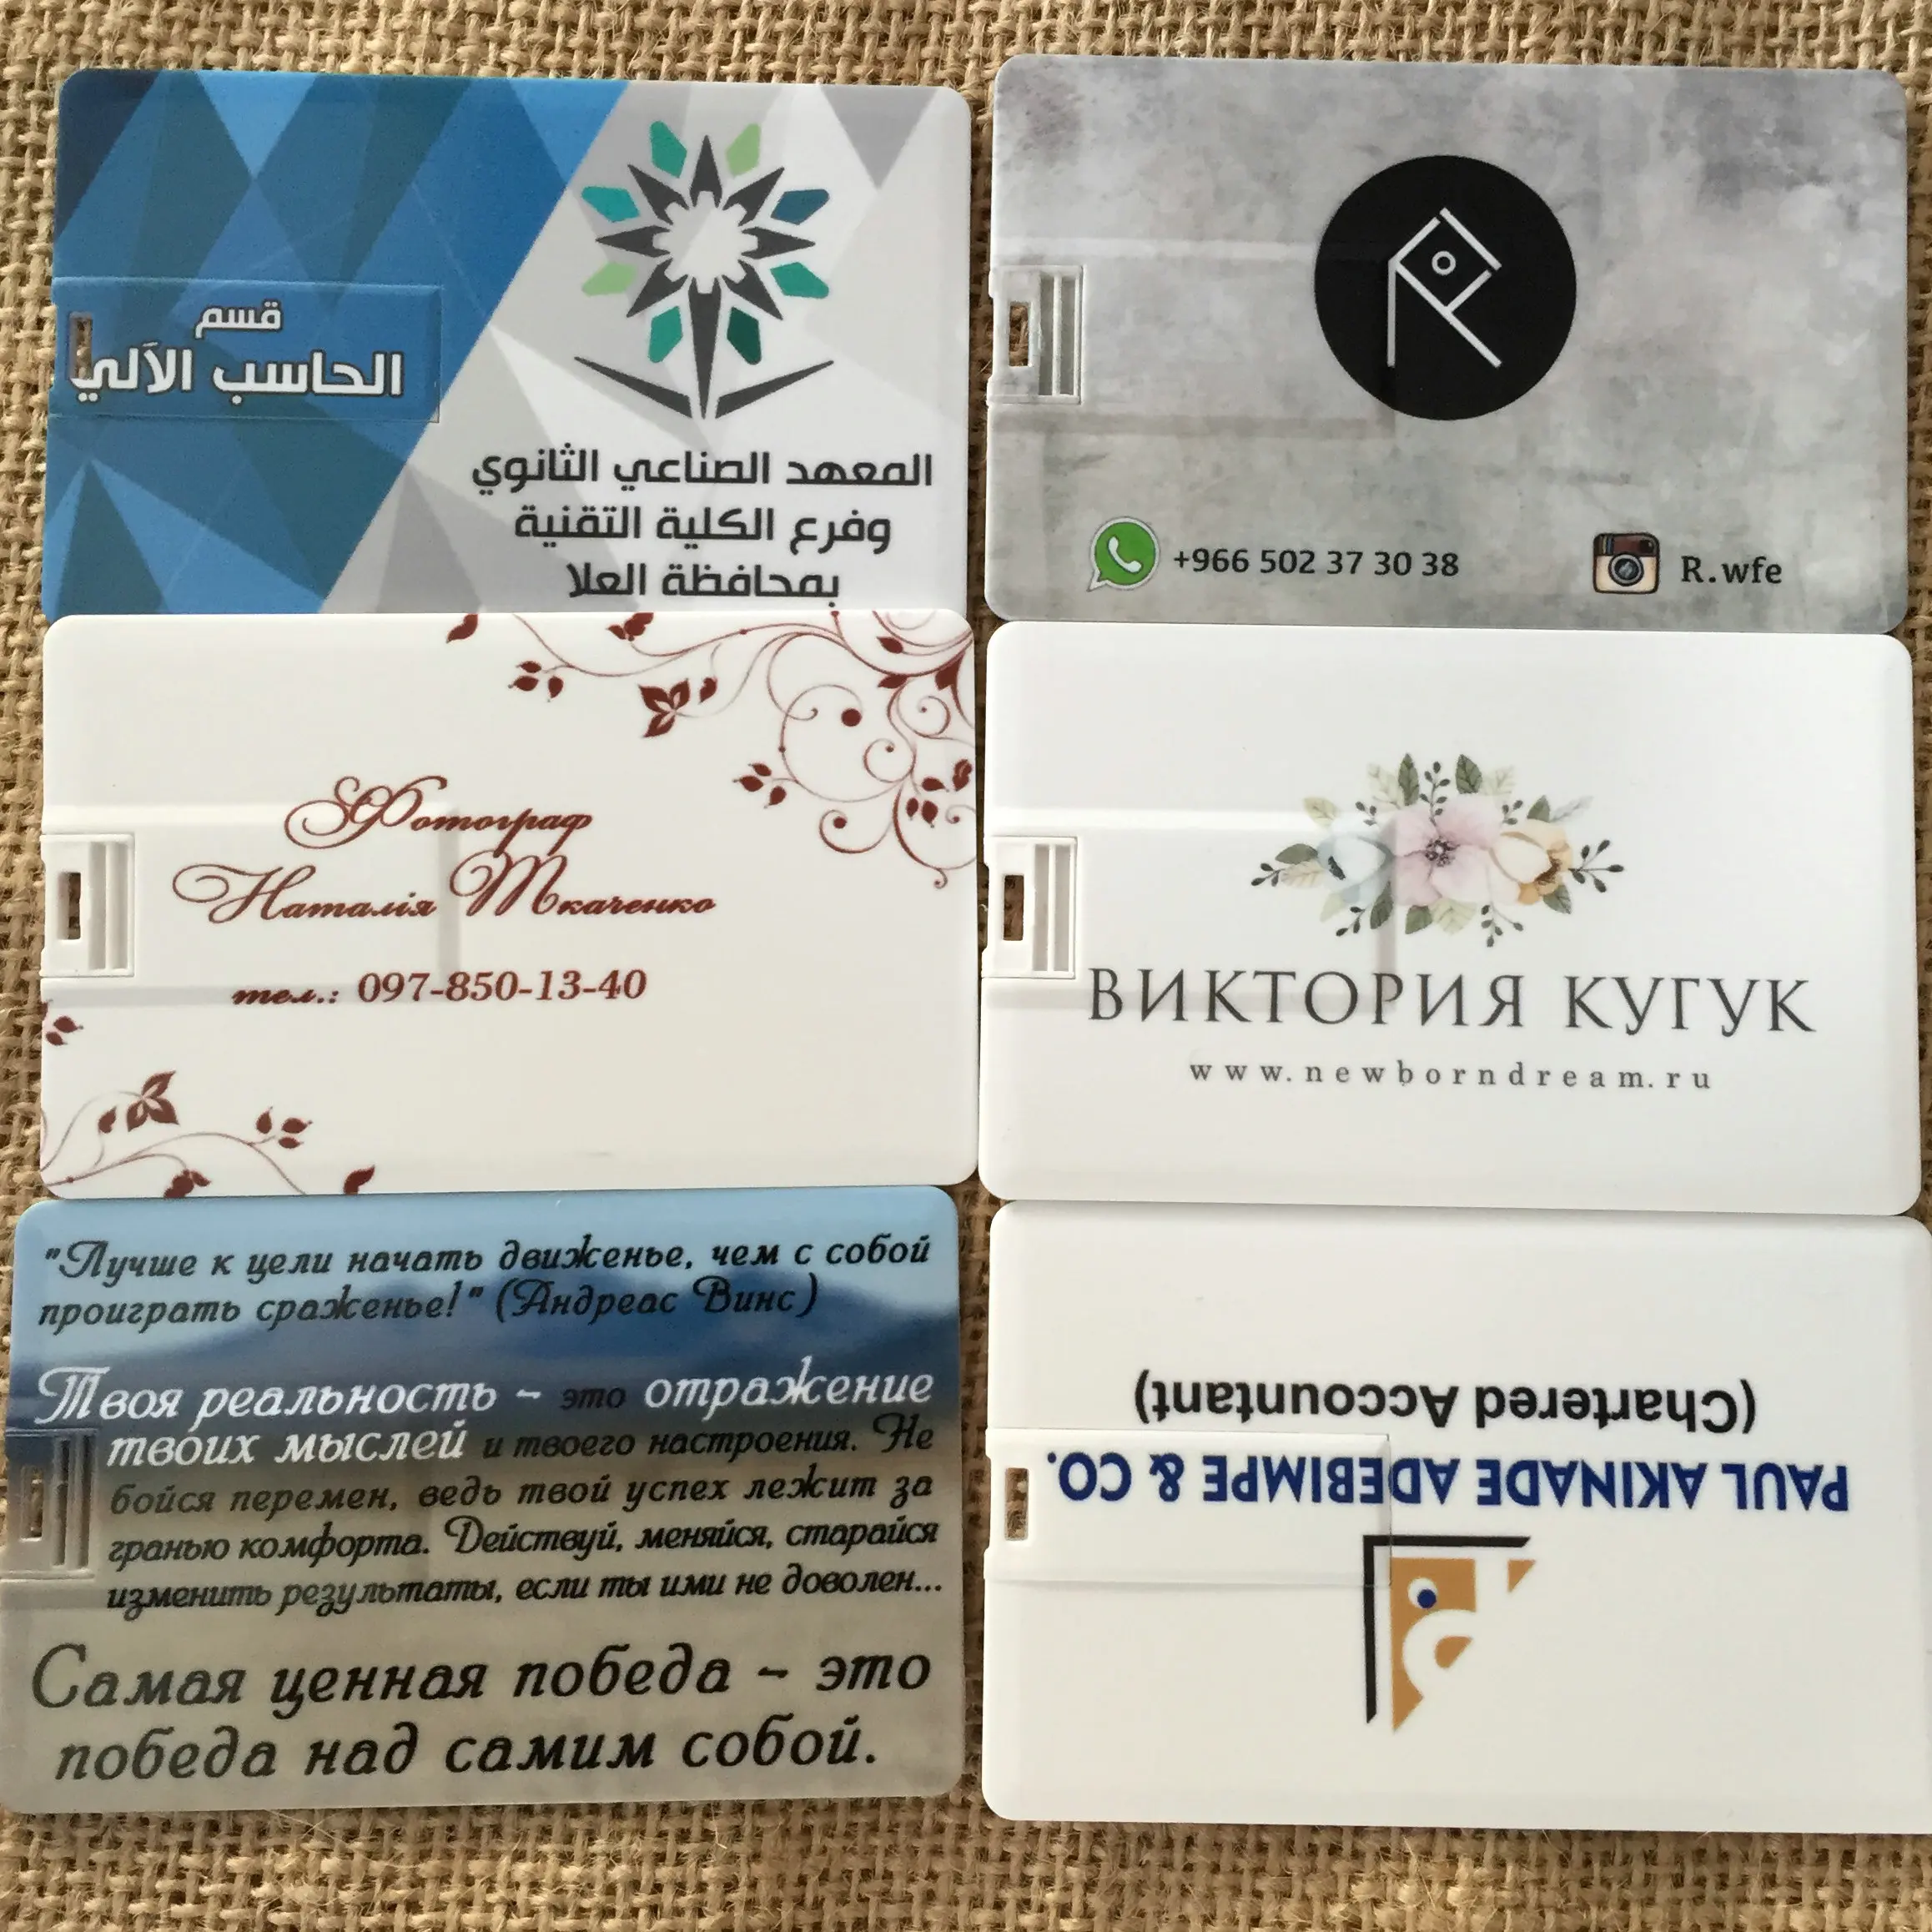 قسم
الحاسب الآلي
المعهد الصناعي الثانوي
وفرع الكلية التقنية
بمحافظة العلا
+966 502 37 30 38
R.wfe
Фотограф
Наталія Ткаченко
тел.: 097-850-13-40
ВИКТОРИЯ КУГУК
www.newborndream.ru
"Лучше к цели начать движенье, чем с собой
проиграть сраженье!" (Андреас Винс)
Твоя реальность - это отражение
твоих мыслей и твоего настроения. Не
бойся перемен, ведь твой успех лежит за
гранью комфорта. Действуй, меняйся, старайся
изменить результаты, если ты ими не доволен...
Самая ценная победа - это
победа над самим собой.
PAUL AKINADE ADEBIMPE & CO.
(Chartered Accountant)